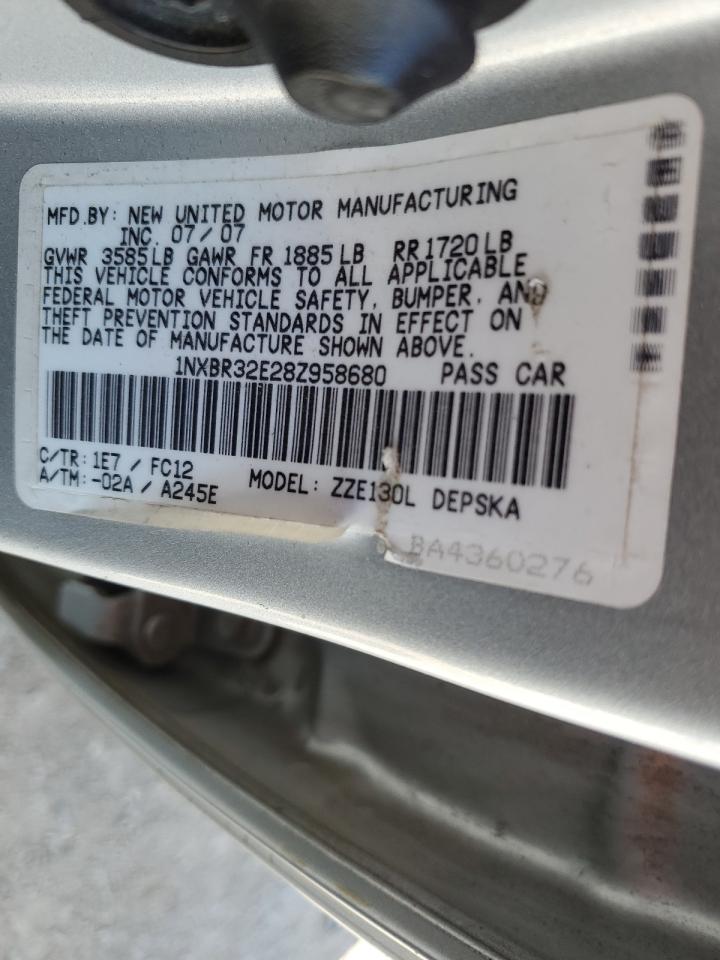 MFD.BY: NEW UNITED MOTOR MANUFACTURING
INC. 07/07
GVWR 3585LB GAWR FR 1885LB RR1720LB
THIS VEHICLE CONFORMS TO ALL APPLICABLE
FEDERAL MOTOR VEHICLE SAFETY, BUMPER, AND
THEFT PREVENTION STANDARDS IN EFFECT ON
THE DATE OF MANUFACTURE SHOWN ABOVE.
1NXBR32E28Z958680 PASS CAR
C/TR: 1E7 / FC12
A/TM:-02A / A245E MODEL: ZZE130L DEPSKA
BA4360276